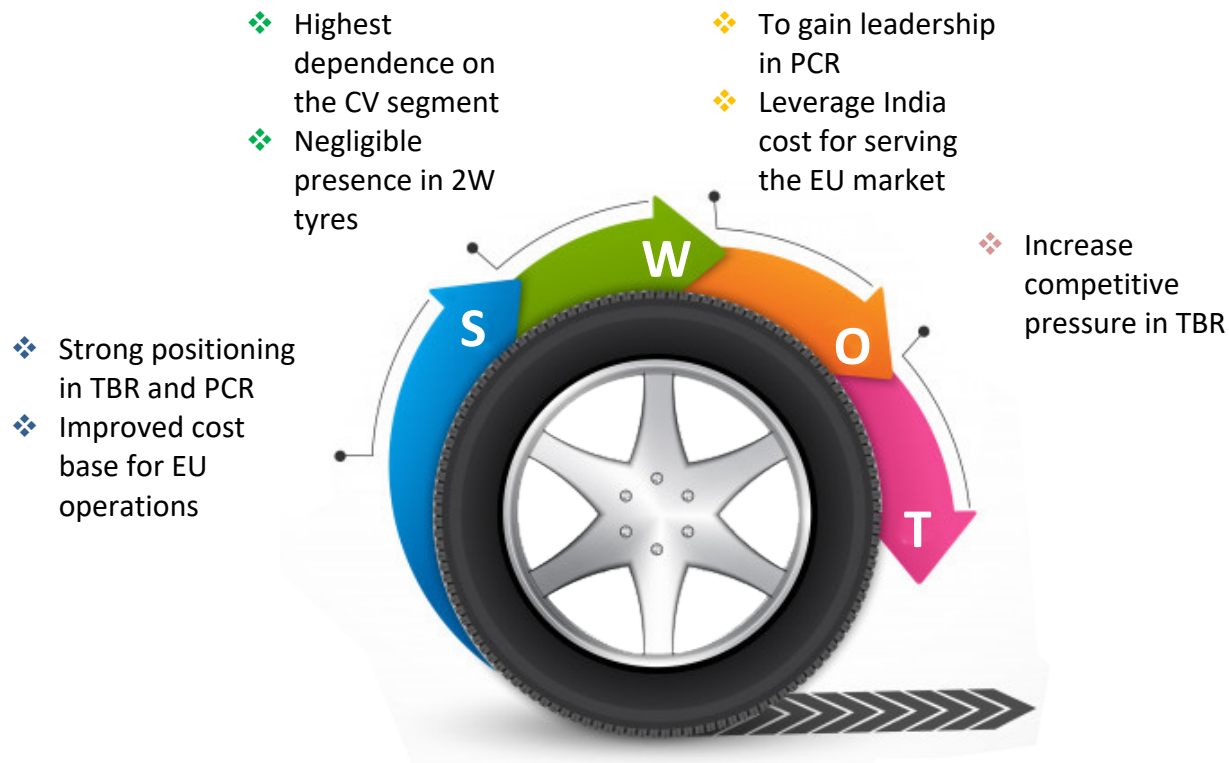 Strong positioning
in TBR and PCR
Improved cost
base for EU
operations
S
Highest
dependence on
the CV segment
Negligible
presence in 2W
tyres
W
To gain leadership
in PCR
Leverage India
cost for serving
the EU market
O
Increase
competitive
pressure in TBR
T